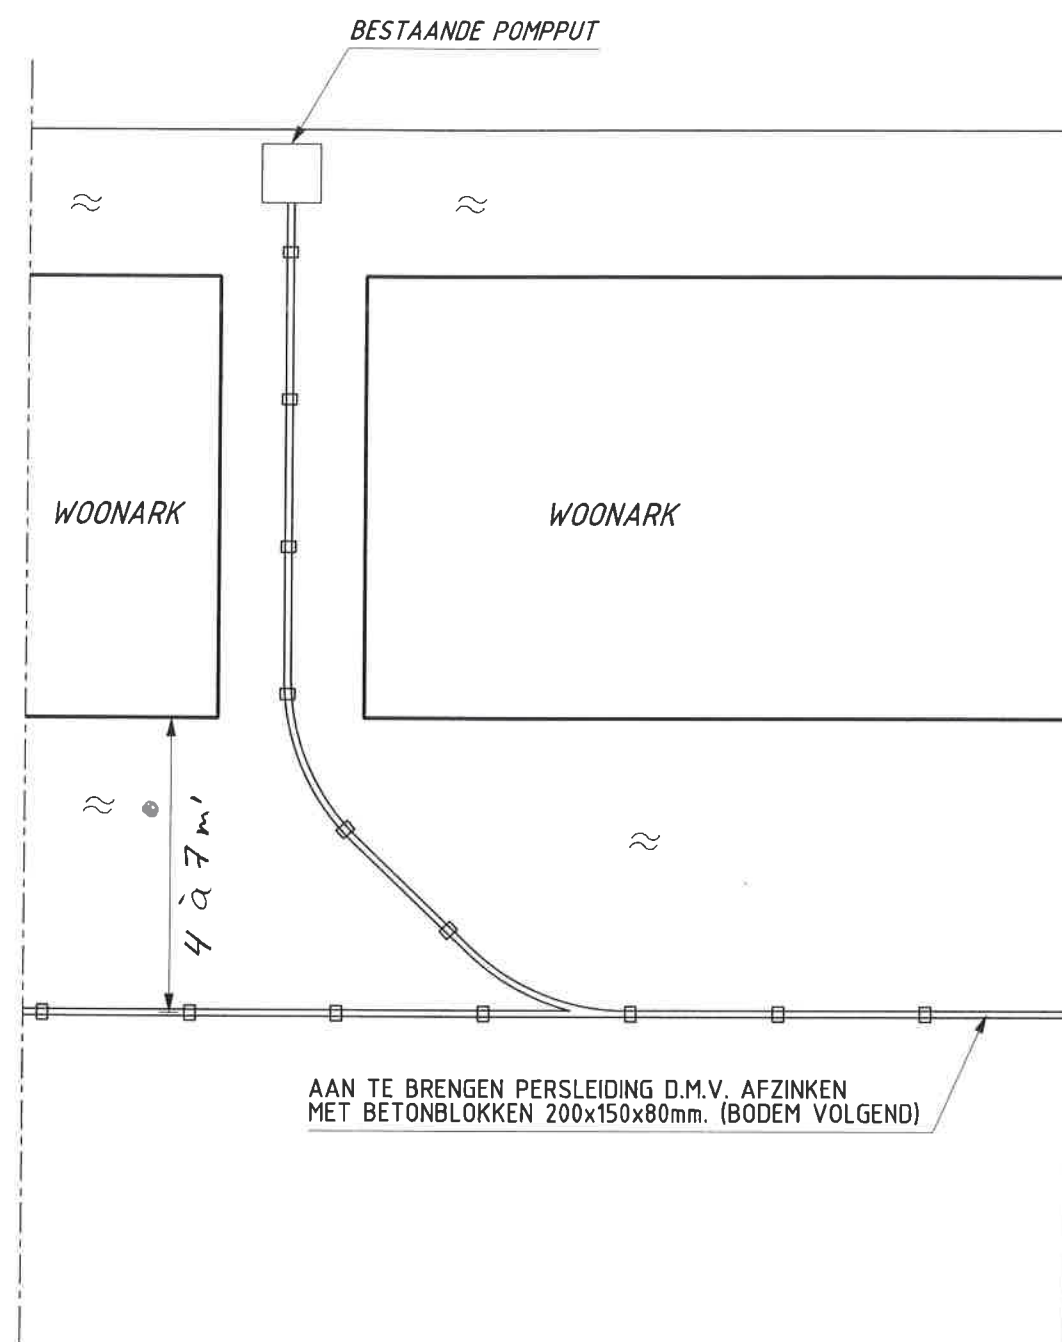 BESTAANDE POMPPUT
WOONARK
WOONARK
4 à 7 m'
AAN TE BRENGEN PERSLEIDING D.M.V. AFZINKEN
MET BETONBLOKKEN 200x150x80mm. (BODEM VOLGEND)